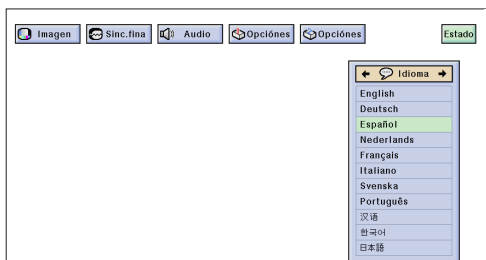 Imagen Sinc.fina Audio Opciónes Opciónes Estado
Idioma
English
Deutsch
Español
Nederlands
Français
Italiano
Svenska
Português
汉语
한국어
日本語